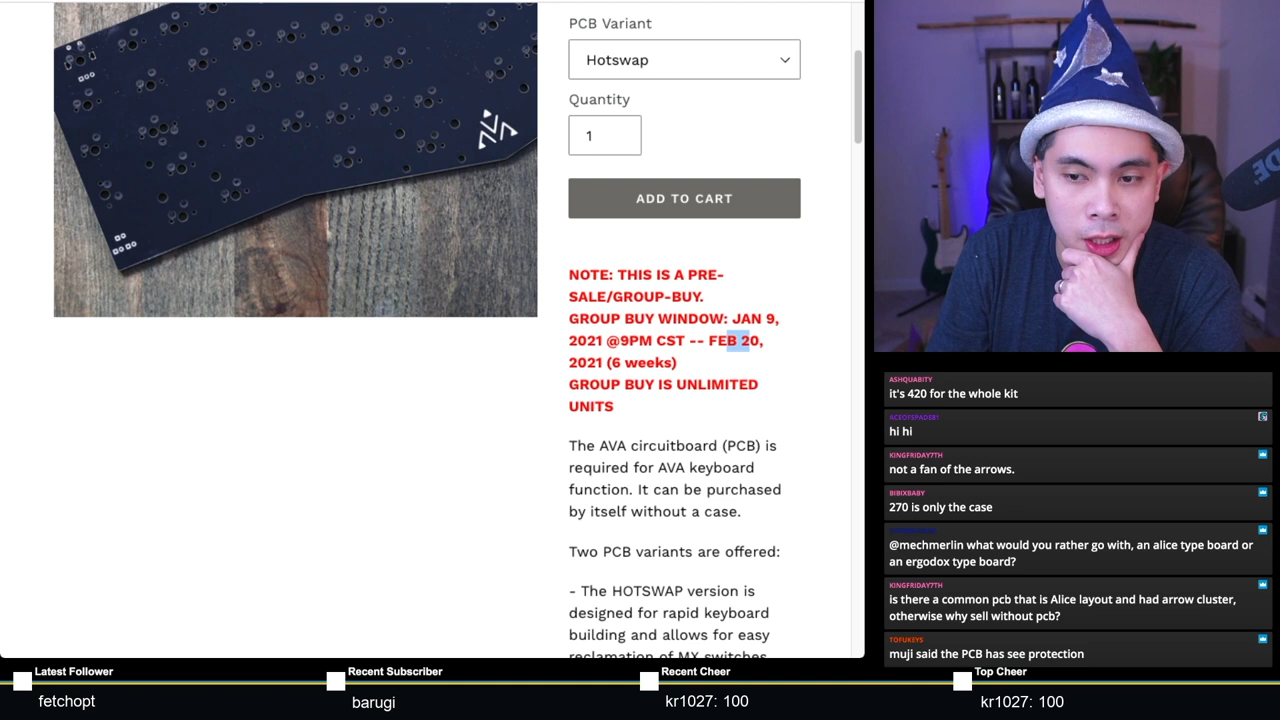 PCB Variant
Hotswap
Quantity
1
ADD TO CART
NOTE: THIS IS A PRE-
SALE/GROUP-BUY.
GROUP BUY WINDOW: JAN 9,
2021 @9PM CST -- FEB 20,
2021 (6 weeks)
GROUP BUY IS UNLIMITED
UNITS
The AVA circuitboard (PCB) is
required for AVA keyboard
function. It can be purchased
by itself without a case.
Two PCB variants are offered:
- The HOTSWAP version is
designed for rapid keyboard
building and allows for easy
reclamation of MX switches
ASHQUABITY
it's 420 for the whole kit
ACEOFSPADE81
hi hi
KINGFRIDAY7TH
not a fan of the arrows.
BIBIXBABY
270 is only the case
@mechmerlin what would you rather go with, an alice type board or
an ergodox type board?
KINGFRIDAY7TH
is there a common pcb that is Alice layout and had arrow cluster,
otherwise why sell without pcb?
TOFUKEYS
muji said the PCB has see protection
Latest Follower
fetchopt
Recent Subscriber
barugi
Recent Cheer
kr1027: 100
Top Cheer
kr1027: 100